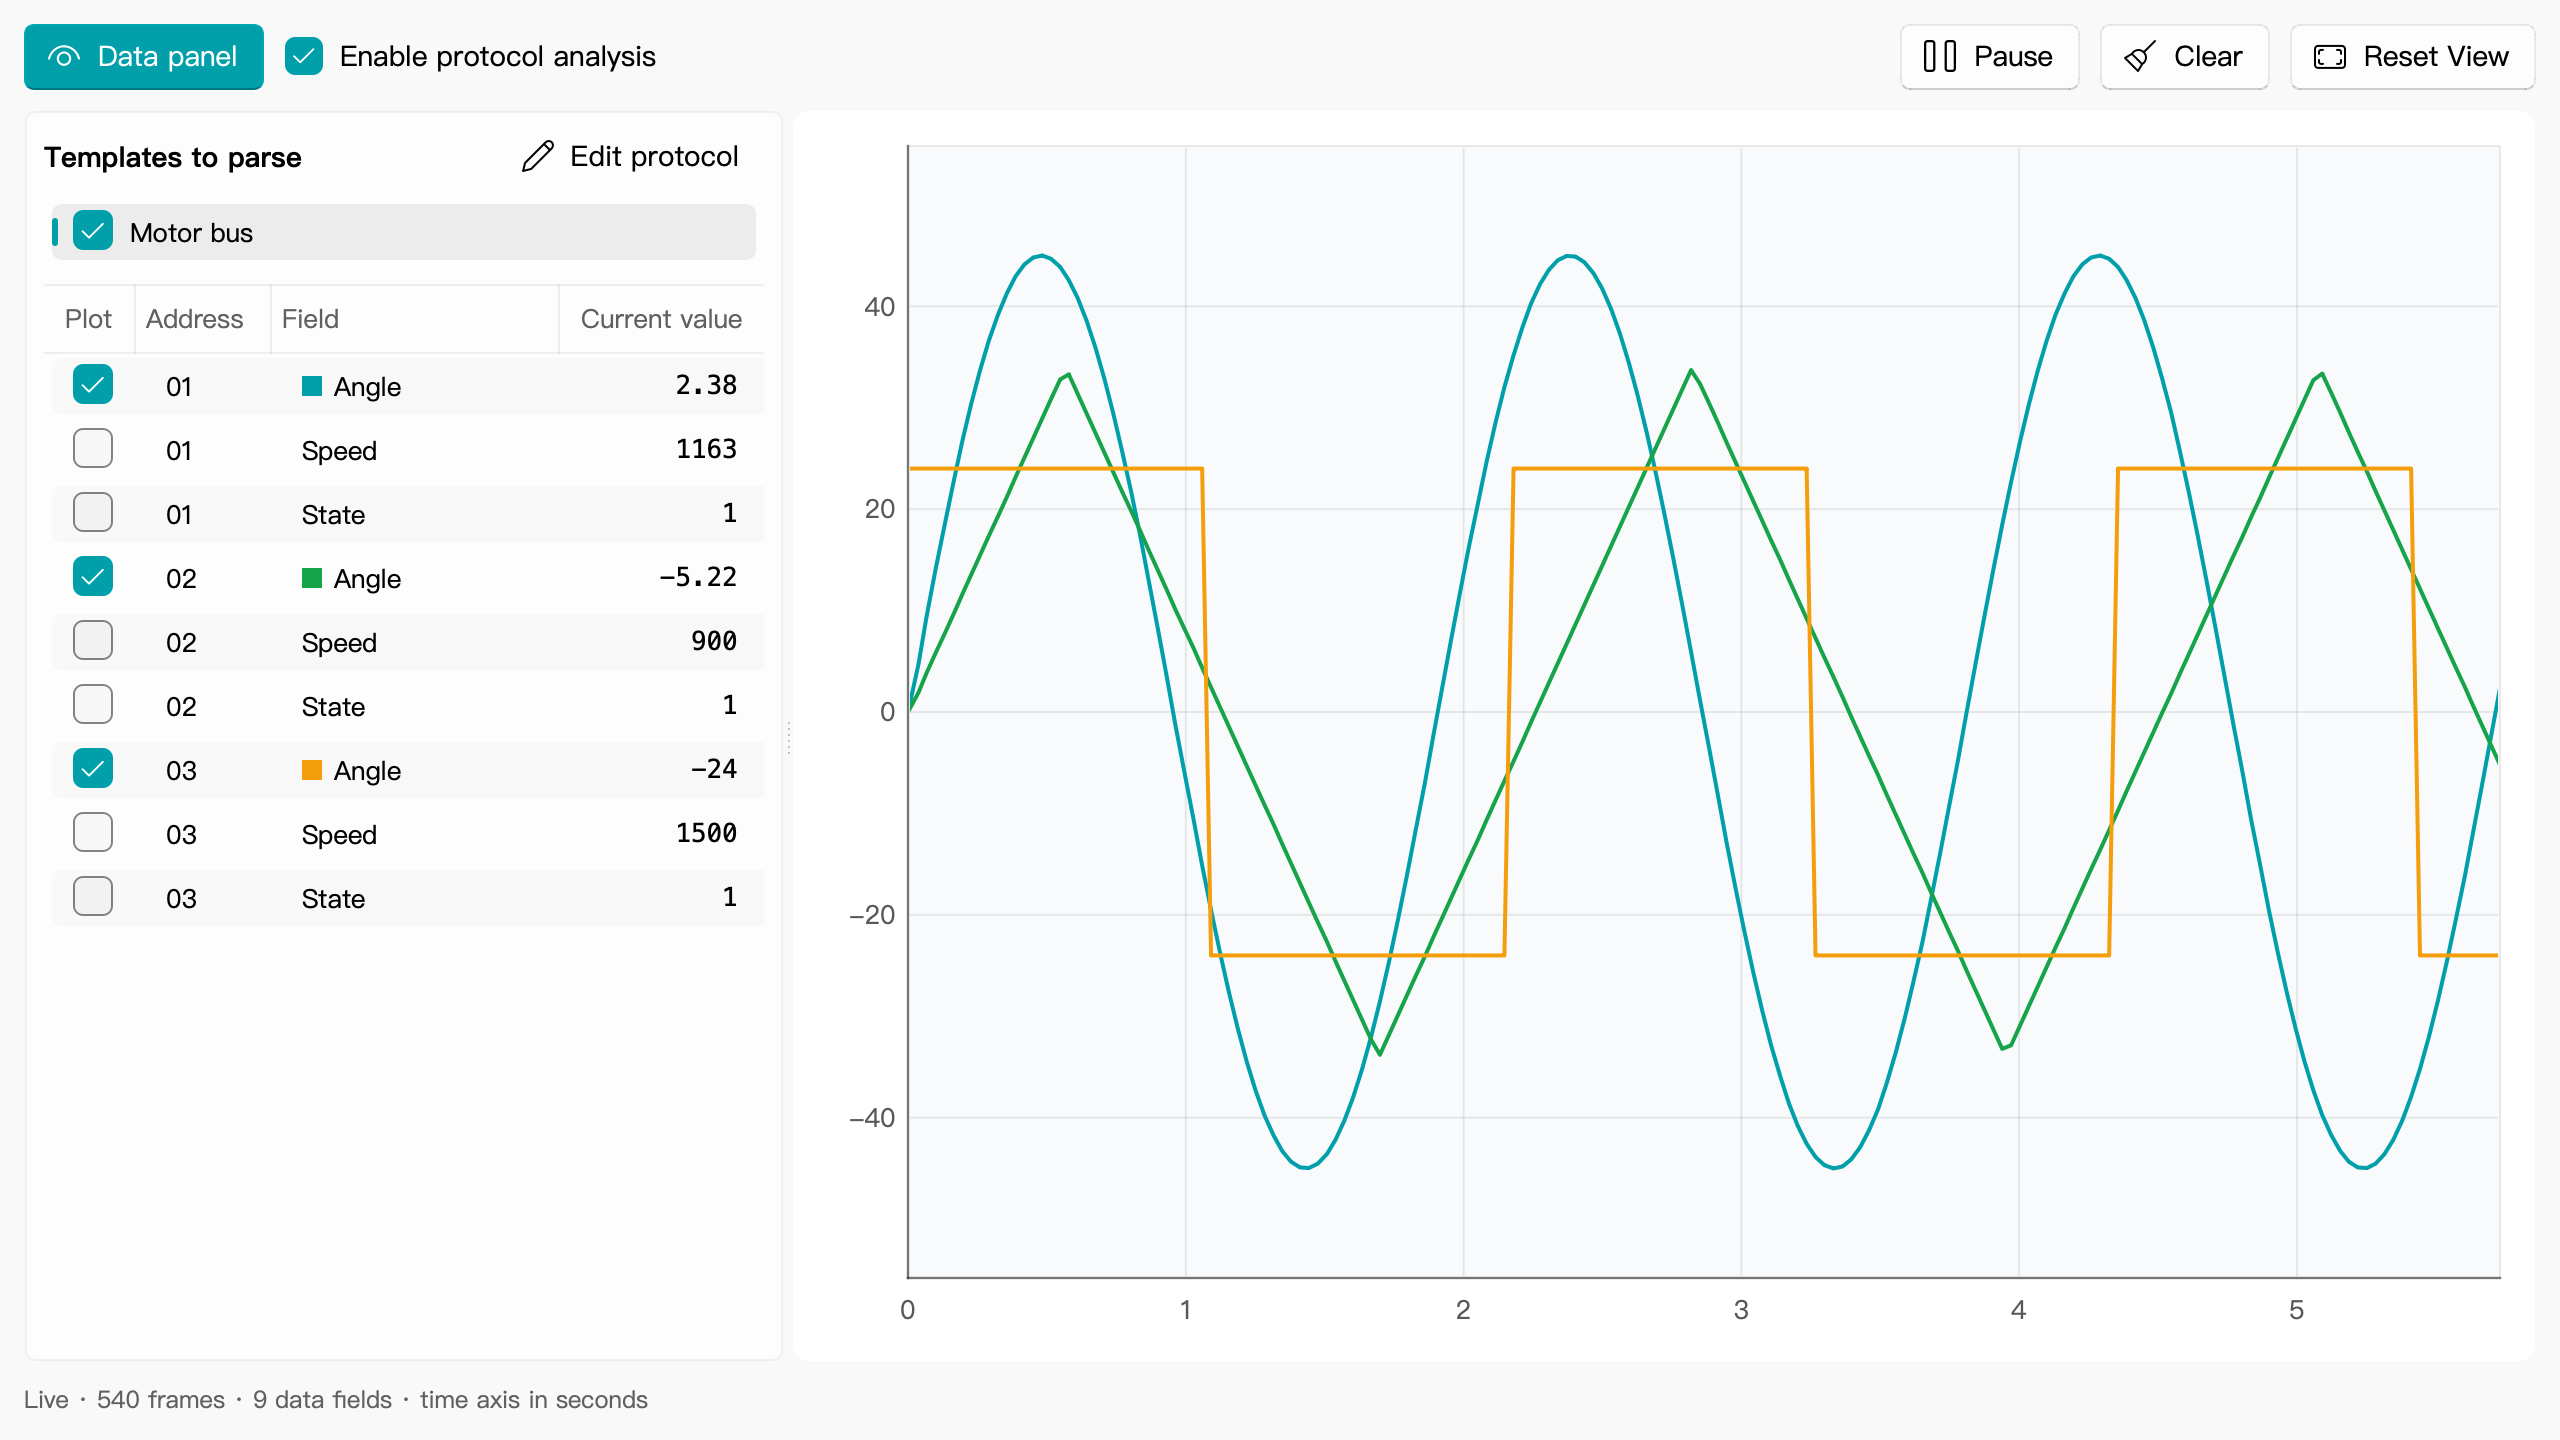 Data panel
Enable protocol analysis
Pause
Clear
Reset View
Templates to parse
Edit protocol
Motor bus
Plot Address Field Current value
01 Angle 2.38
01 Speed 1163
01 State 1
02 Angle −5.22
02 Speed 900
02 State 1
03 Angle −24
03 Speed 1500
03 State 1
40
20
0
−20
−40
0 1 2 3 4 5
Live · 540 frames · 9 data fields · time axis in seconds